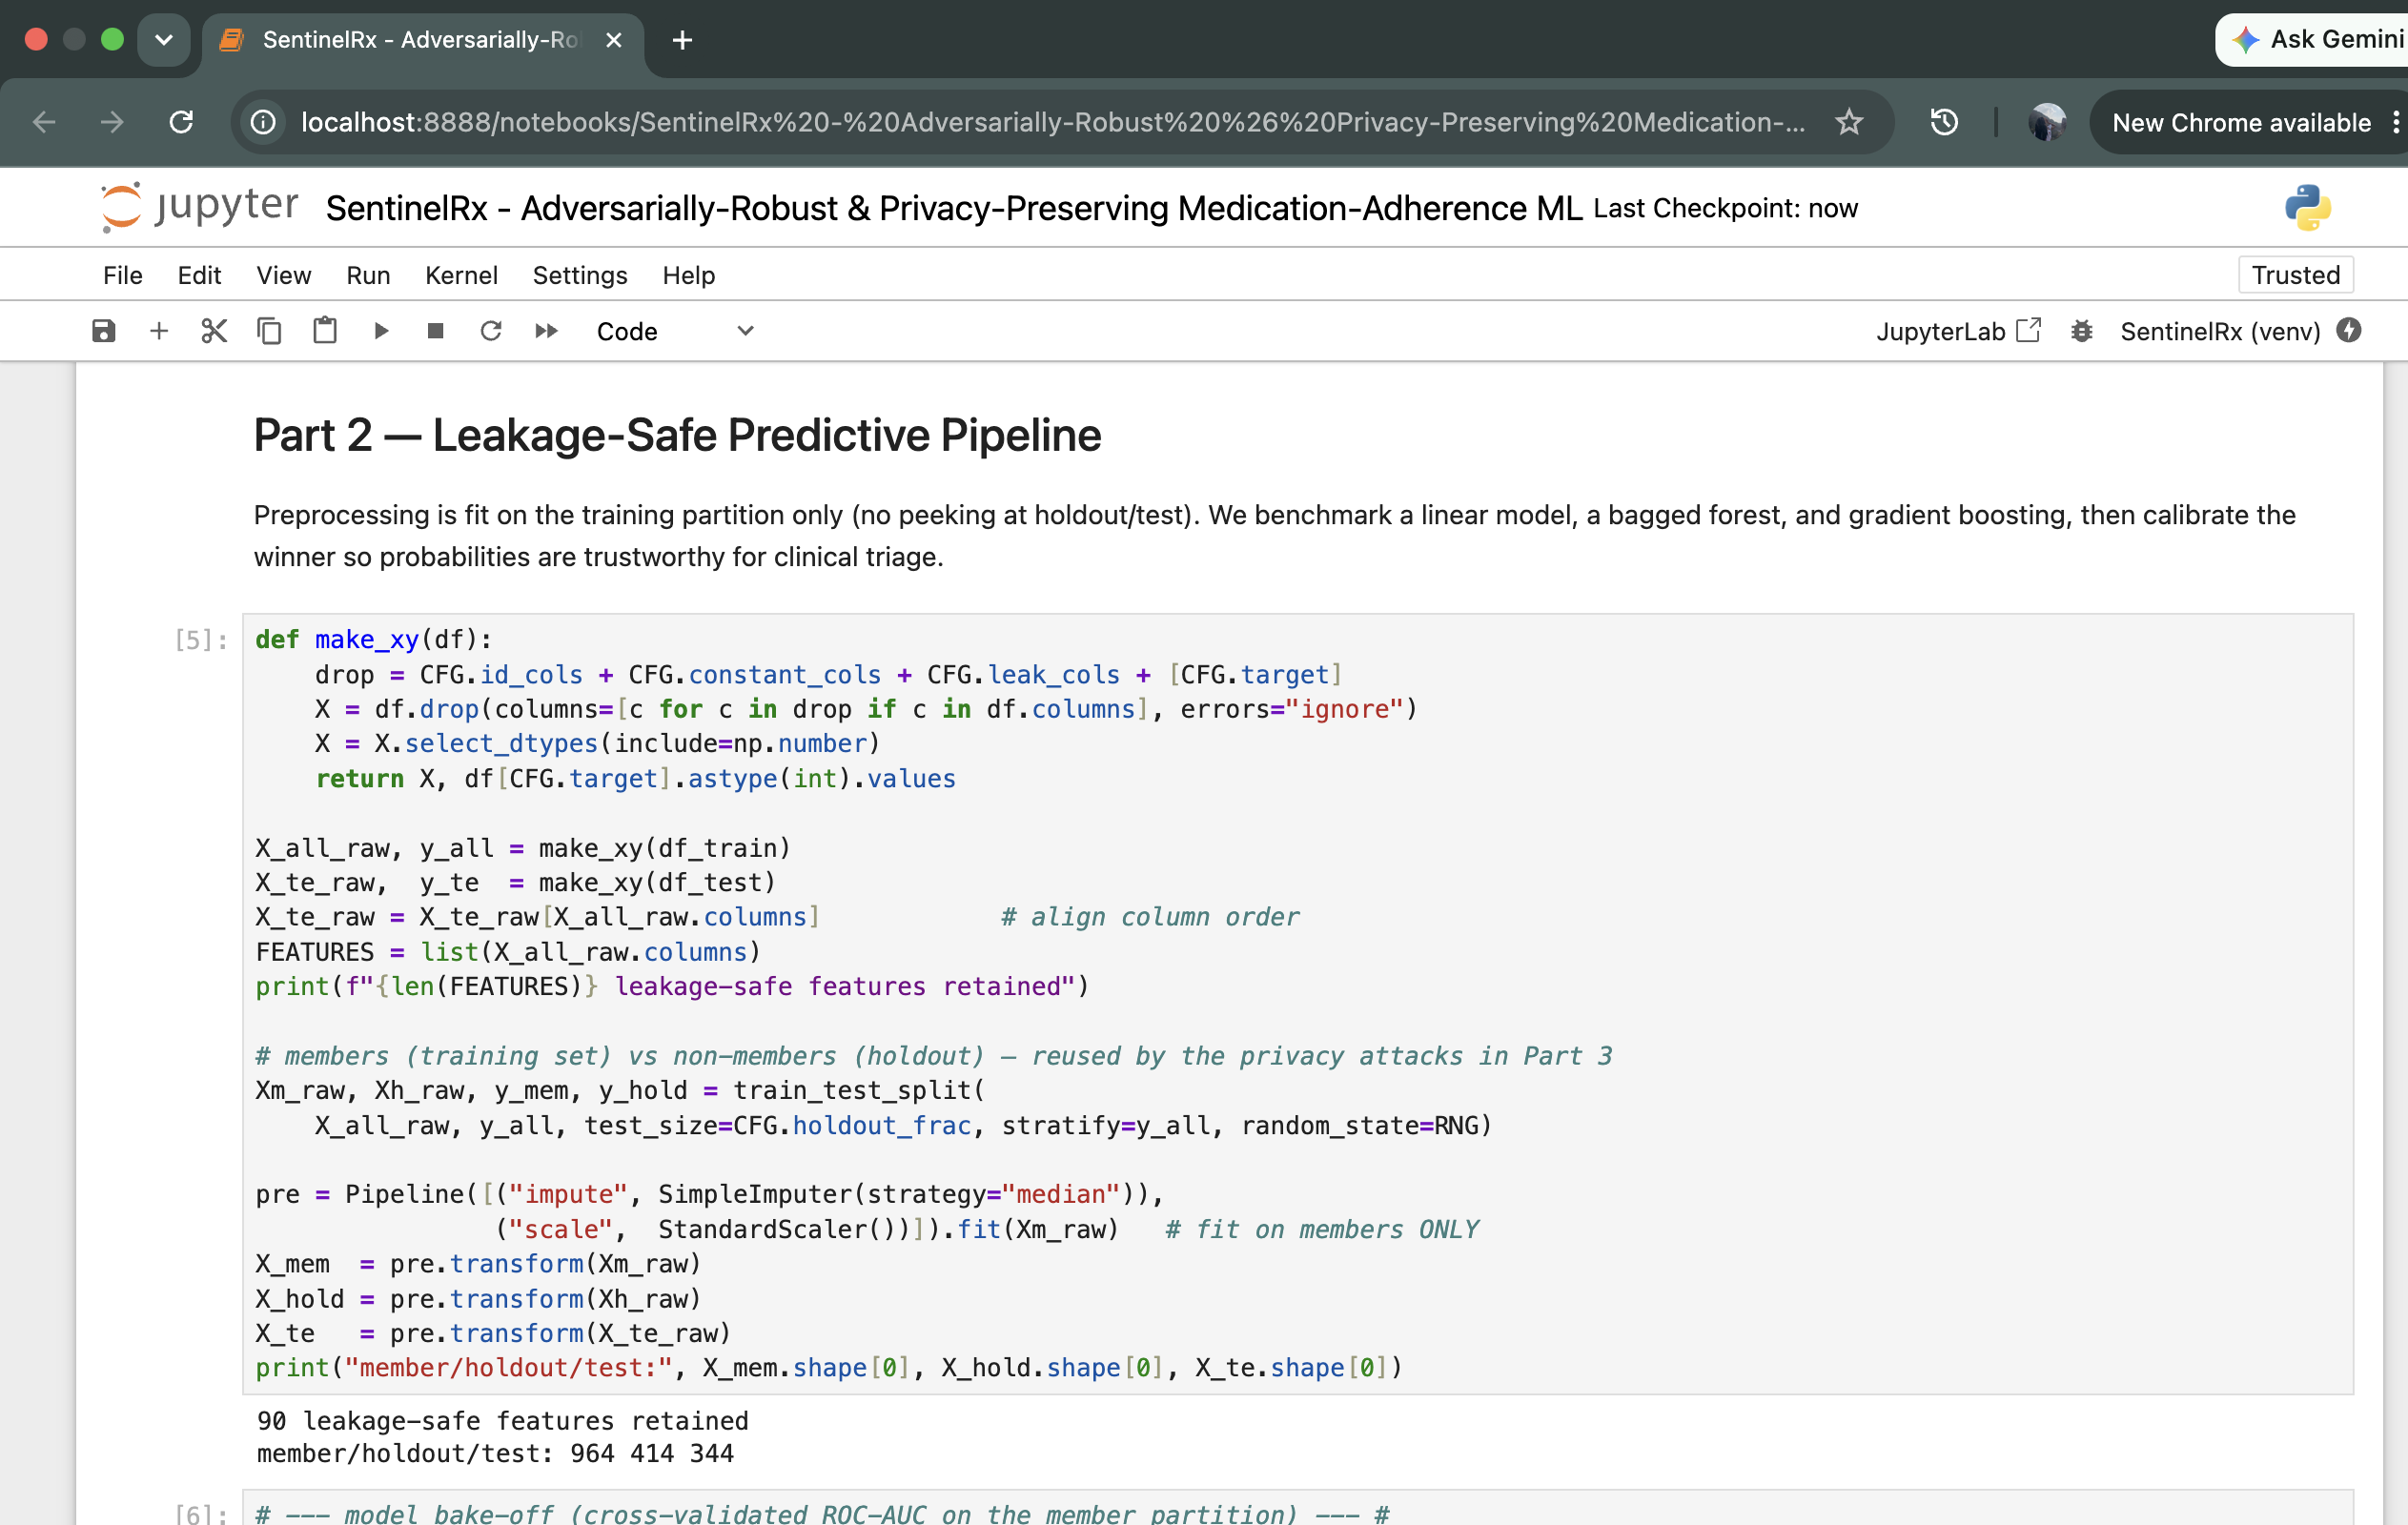 SentinelRx - Adversarially-Ro
Ask Gemini
localhost:8888/notebooks/SentinelRx%20-%20Adversarially-Robust%20%26%20Privacy-Preserving%20Medication-...
New Chrome available
jupyter SentinelRx - Adversarially-Robust & Privacy-Preserving Medication-Adherence ML Last Checkpoint: now
File Edit View Run Kernel Settings Help Trusted
Code JupyterLab SentinelRx (venv)
Part 2 — Leakage-Safe Predictive Pipeline
Preprocessing is fit on the training partition only (no peeking at holdout/test). We benchmark a linear model, a bagged forest, and gradient boosting, then calibrate the
winner so probabilities are trustworthy for clinical triage.
[5]: def make_xy(df):
    drop = CFG.id_cols + CFG.constant_cols + CFG.leak_cols + [CFG.target]
    X = df.drop(columns=[c for c in drop if c in df.columns], errors="ignore")
    X = X.select_dtypes(include=np.number)
    return X, df[CFG.target].astype(int).values
X_all_raw, y_all = make_xy(df_train)
X_te_raw,  y_te  = make_xy(df_test)
X_te_raw = X_te_raw[X_all_raw.columns]            # align column order
FEATURES = list(X_all_raw.columns)
print(f"{len(FEATURES)} leakage-safe features retained")
# members (training set) vs non-members (holdout) — reused by the privacy attacks in Part 3
Xm_raw, Xh_raw, y_mem, y_hold = train_test_split(
    X_all_raw, y_all, test_size=CFG.holdout_frac, stratify=y_all, random_state=RNG)
pre = Pipeline([("impute", SimpleImputer(strategy="median")),
                ("scale",  StandardScaler())]).fit(Xm_raw)   # fit on members ONLY
X_mem  = pre.transform(Xm_raw)
X_hold = pre.transform(Xh_raw)
X_te   = pre.transform(X_te_raw)
print("member/holdout/test:", X_mem.shape[0], X_hold.shape[0], X_te.shape[0])
90 leakage-safe features retained
member/holdout/test: 964 414 344
[6]: # --- model bake-off (cross-validated ROC-AUC on the member partition) --- #